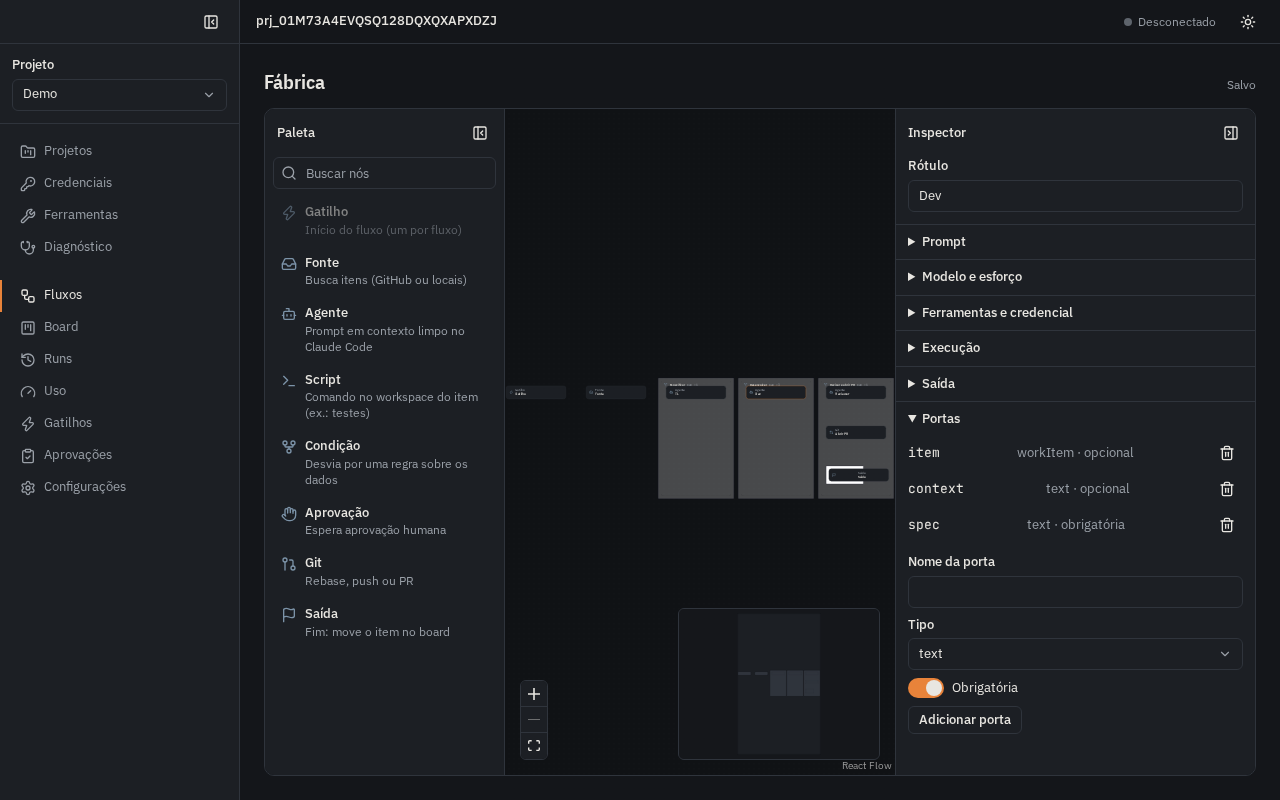 prj_01M73A4EVQSQ128DQXQXAPXDZJ
Desconectado
Projeto
Demo
Projetos
Credenciais
Ferramentas
Diagnóstico
Fluxos
Board
Runs
Uso
Gatilhos
Aprovações
Configurações
Fábrica
Salvo
Paleta
Buscar nós
Gatilho
Início do fluxo (um por fluxo)
Fonte
Busca itens (GitHub ou locais)
Agente
Prompt em contexto limpo no
Claude Code
Script
Comando no workspace do item
(ex.: testes)
Condição
Desvia por uma regra sobre os
dados
Aprovação
Espera aprovação humana
Git
Rebase, push ou PR
Saída
Fim: move o item no board
React Flow
Inspector
Rótulo
Dev
Prompt
Modelo e esforço
Ferramentas e credencial
Execução
Saída
Portas
item workItem · opcional
context text · opcional
spec text · obrigatória
Nome da porta
Tipo
text
Obrigatória
Adicionar porta